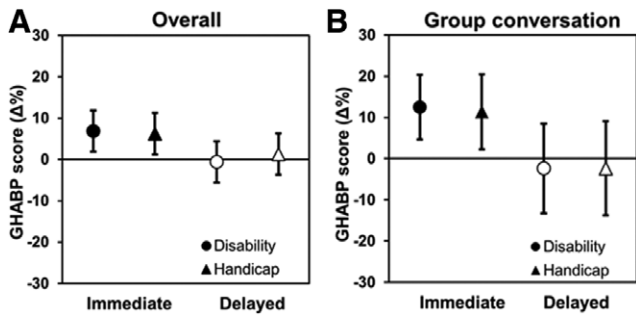 A
Overall
GHABP score (Δ%)
30
20
10
0
-10
-20
-30
Disability
Handicap
Immediate Delayed
B
Group conversation
GHABP score (Δ%)
30
20
10
0
-10
-20
-30
Disability
Handicap
Immediate Delayed